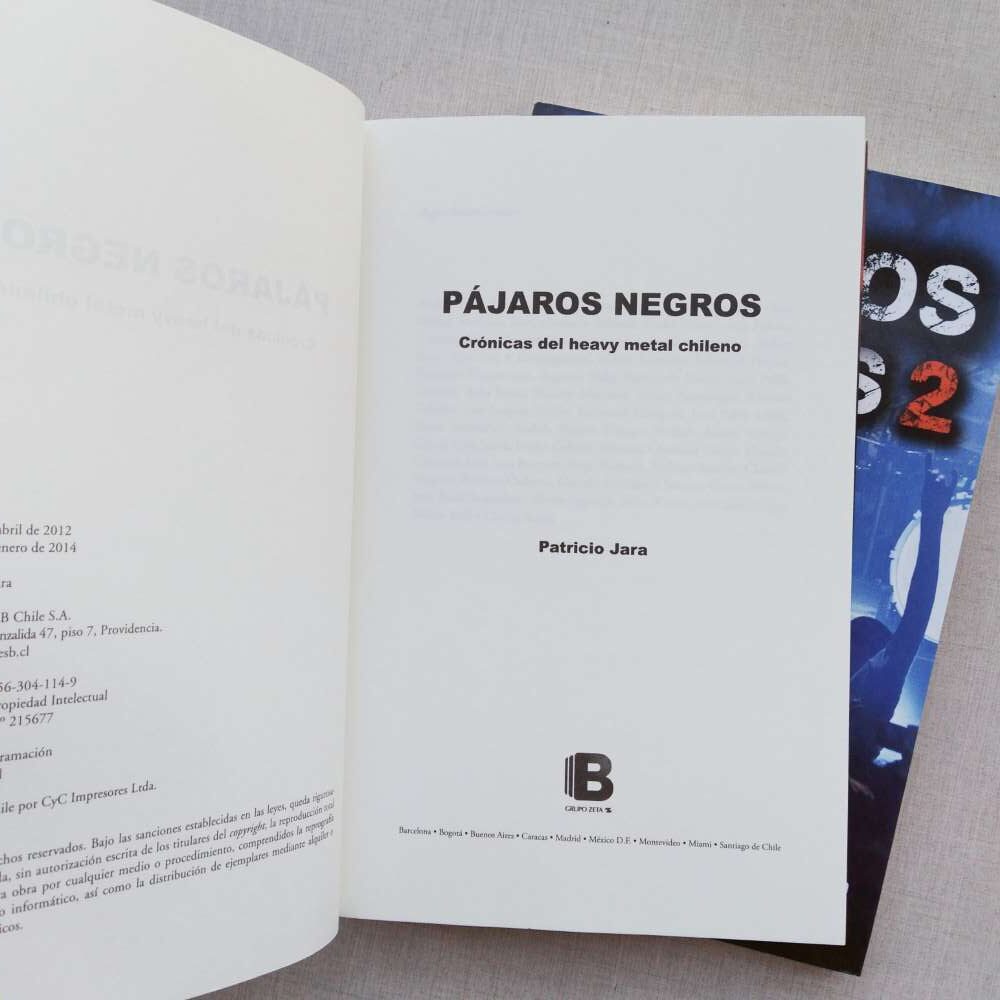 PÁJAROS NEGRO
abril de 2012
enero de 2014
ra
B Chile S.A.
nzalida 47, piso 7, Providencia.
esb.cl
56-304-114-9
ropiedad Intelectual
nº 215677
ramación
l
ile por CyC Impresores Ltda.
chos reservados. Bajo las sanciones establecidas en las leyes, queda rigurosa-
da, sin autorización escrita de los titulares del copyright, la reproducción total
a obra por cualquier medio o procedimiento, comprendidos la reprografía
o informático, así como la distribución de ejemplares mediante alquiler o
icos.
PÁJAROS NEGROS
Crónicas del heavy metal chileno
Patricio Jara
B
GRUPO ZETA
Barcelona • Bogotá • Buenos Aires • Caracas • Madrid • México D.F. • Montevideo • Miami • Santiago de Chile
OS
S 2